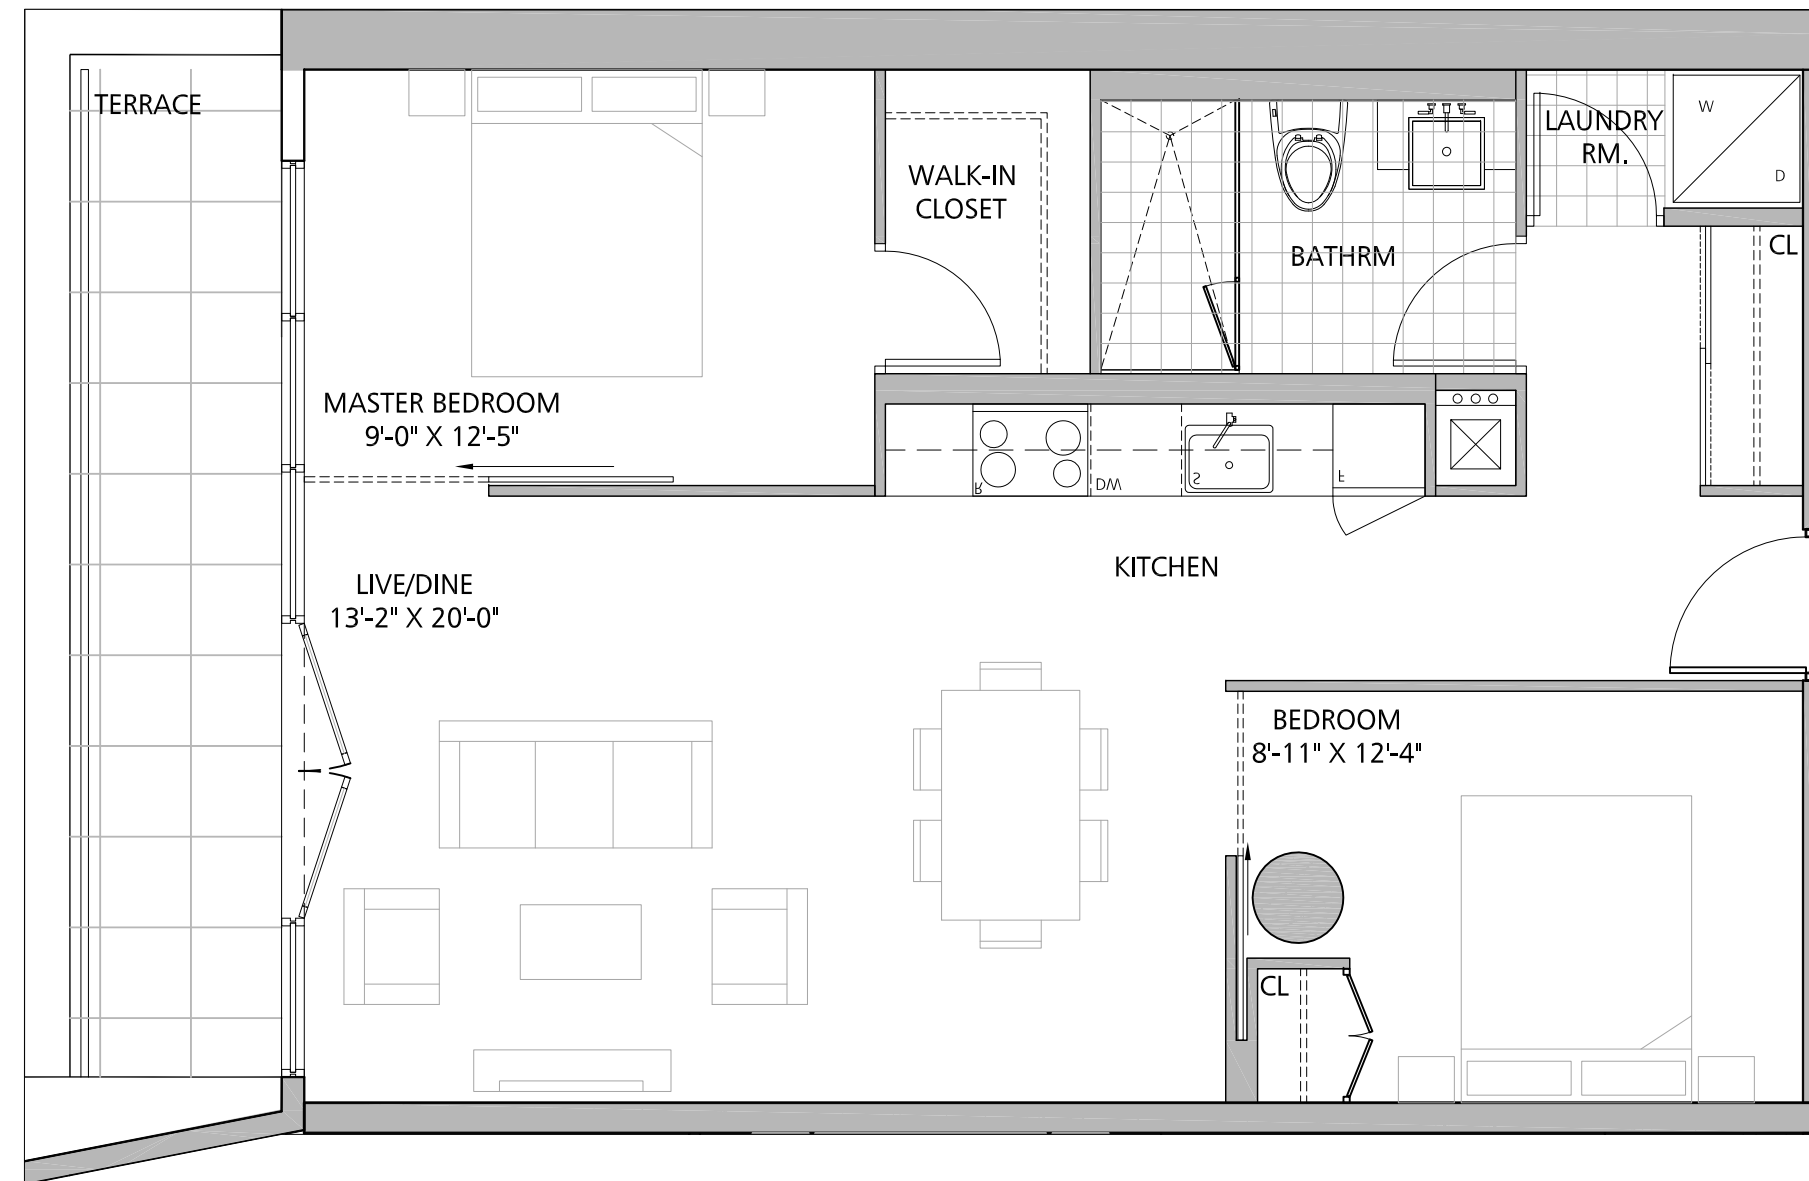 TERRACE
WALK-IN
CLOSET
BATHRM
LAUNDRY
RM.
W
D
CL
MASTER BEDROOM
9'-0" X 12'-5"
R
DW
S
F
LIVE/DINE
13'-2" X 20'-0"
KITCHEN
BEDROOM
8'-11" X 12'-4"
CL